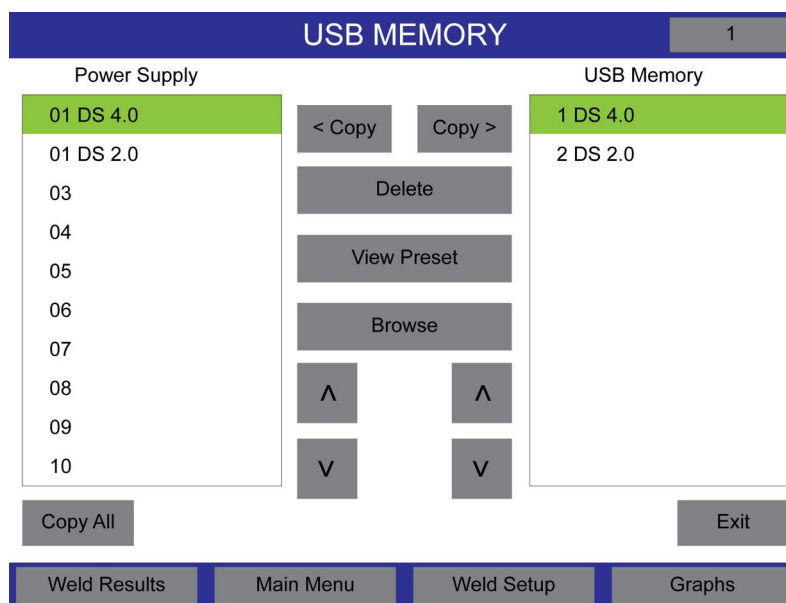 USB MEMORY
1
Power Supply
USB Memory
01 DS 4.0
01 DS 2.0
03
04
05
06
07
08
09
10
< Copy
Copy >
Delete
View Preset
Browse
Λ
Λ
V
V
1 DS 4.0
2 DS 2.0
Copy All
Exit
Weld Results
Main Menu
Weld Setup
Graphs